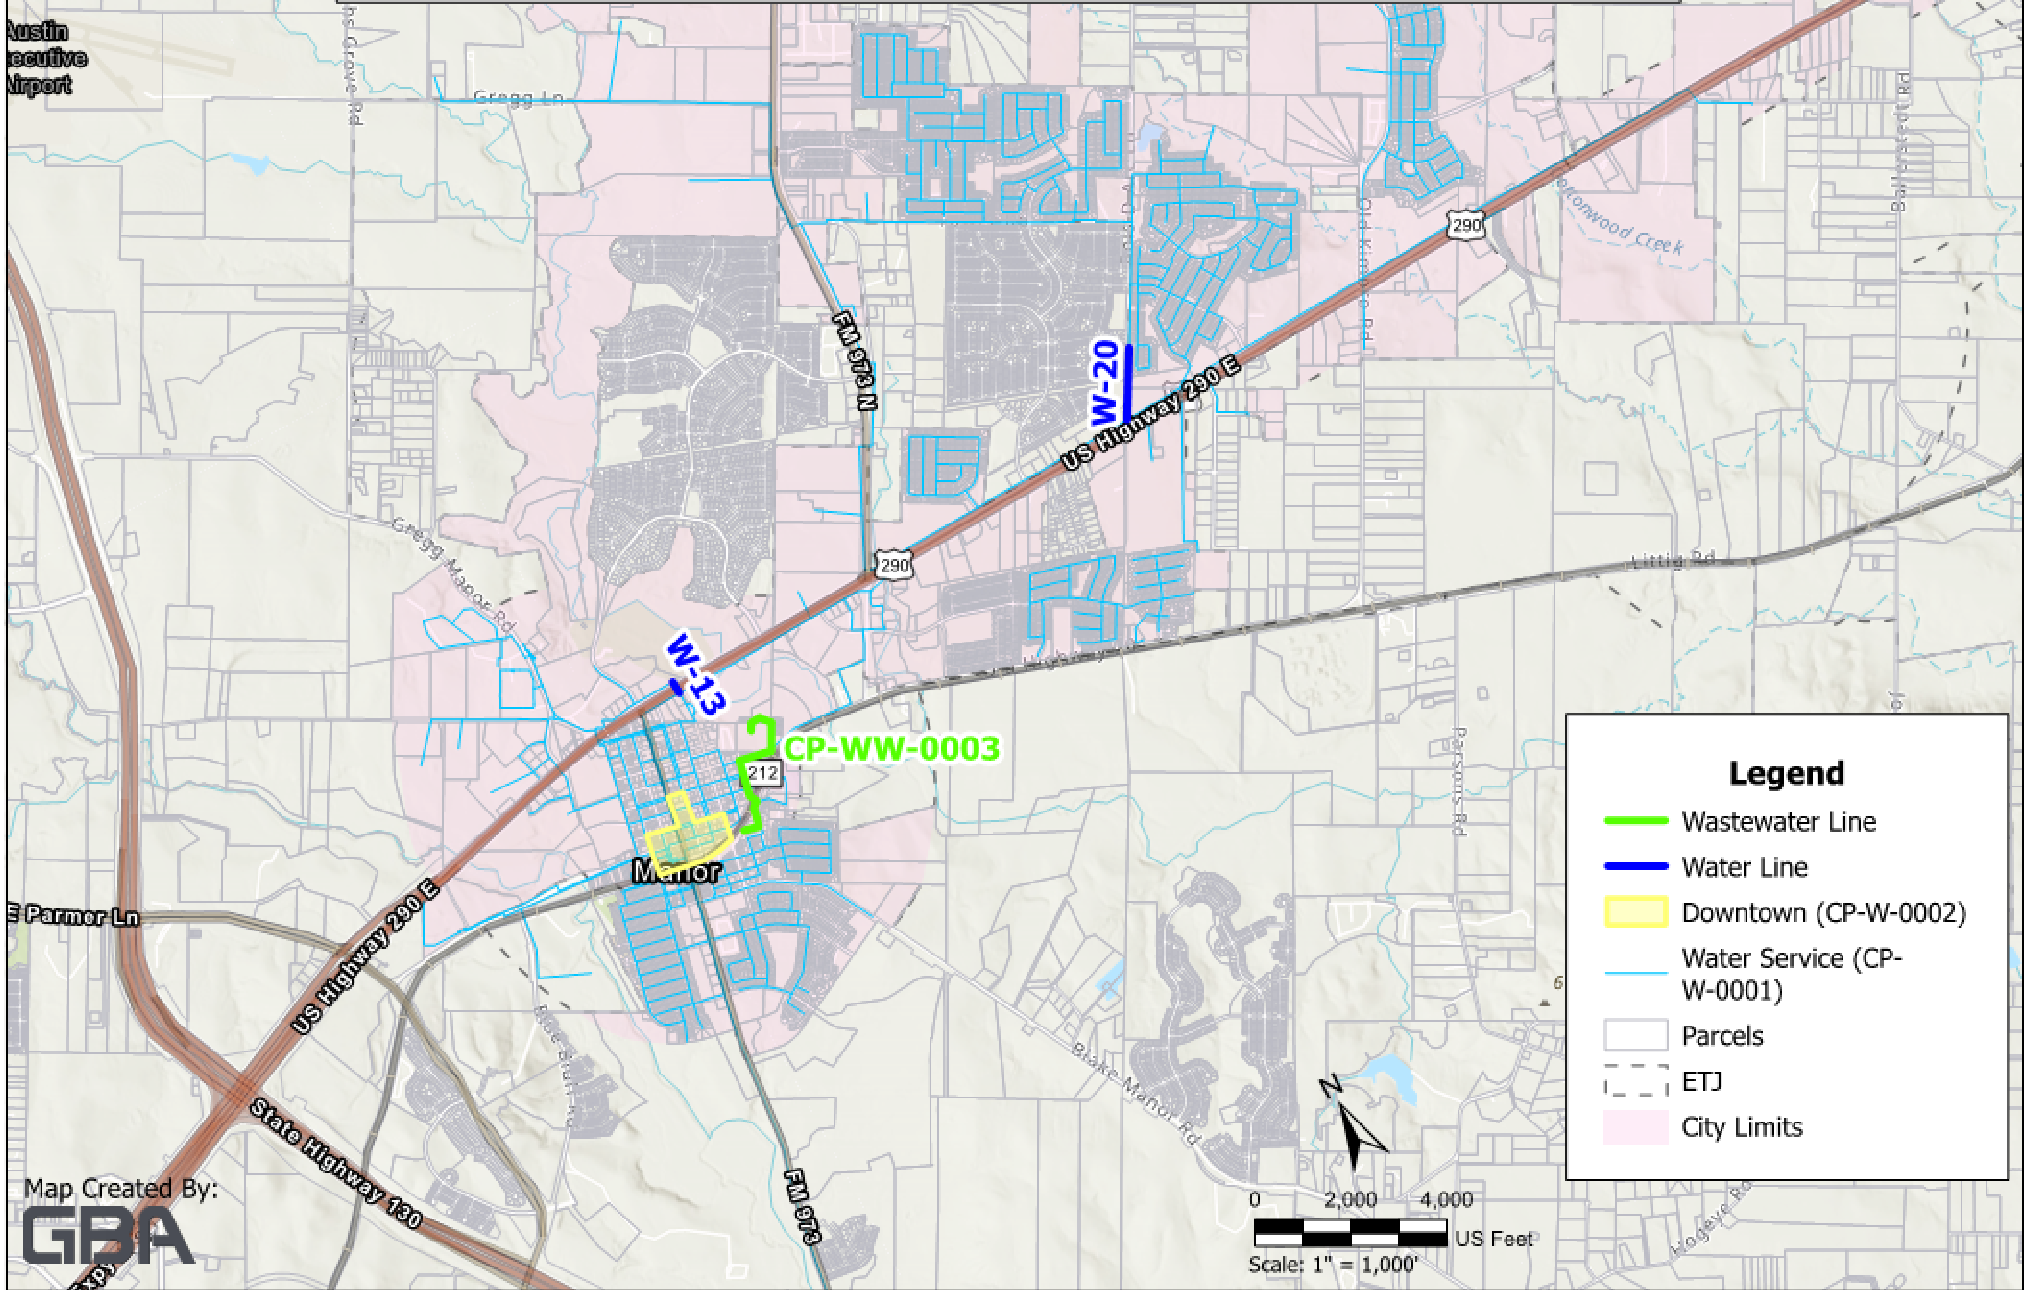 Austin
Executive
Airport
Gregg Ln
FM 973 N
290
Cottonwood Creek
W-20
US Highway 290 E
Gregg Manor Rd
290
Littig Rd
W-13
CP-WW-0003
212
Parsons Rd
Manor
E Parmer Ln
US Highway 290 E
Blake Manor Rd
State Highway 130
FM 973
Hogeye Rd
Expy
Legend
Wastewater Line
Water Line
Downtown (CP-W-0002)
Water Service (CP-
W-0001)
Parcels
ETJ
City Limits
N
0 2,000 4,000
US Feet
Scale: 1" = 1,000'
Map Created By:
GBA